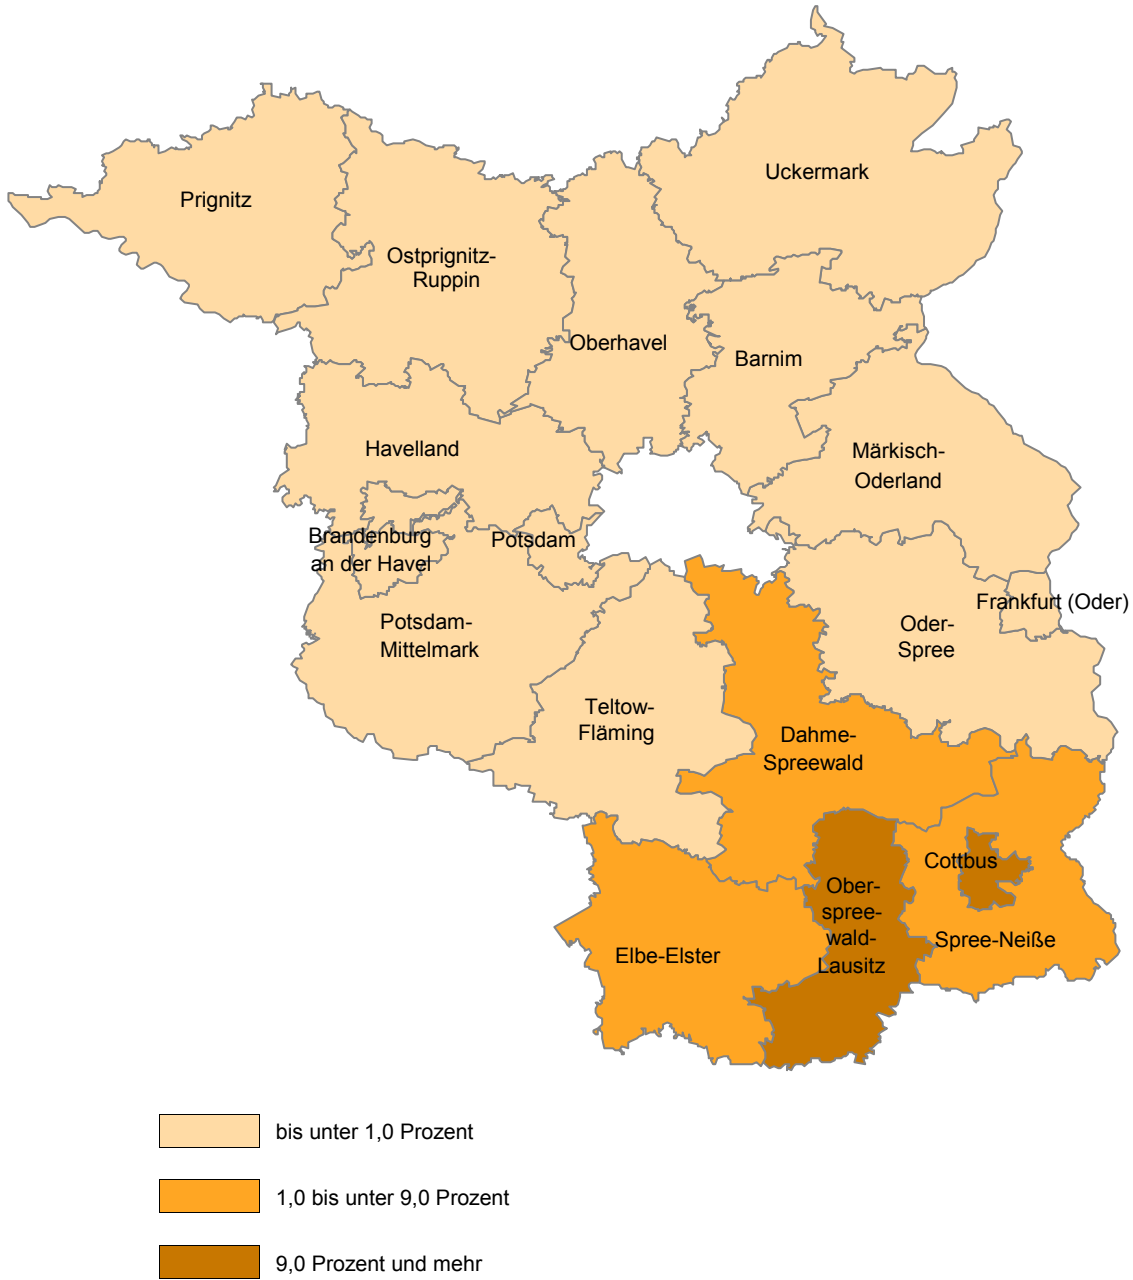 Uckermark
Prignitz
Ostprignitz-
Ruppin
Oberhavel
Barnim
Havelland
Märkisch-
Oderland
Brandenburg
an der Havel
Potsdam
Frankfurt (Oder)
Potsdam-
Mittelmark
Oder-
Spree
Teltow-
Fläming
Dahme-
Spreewald
Cottbus
Ober-
spree-
wald-
Lausitz
Spree-Neiße
Elbe-Elster
bis unter 1,0 Prozent
1,0 bis unter 9,0 Prozent
9,0 Prozent und mehr